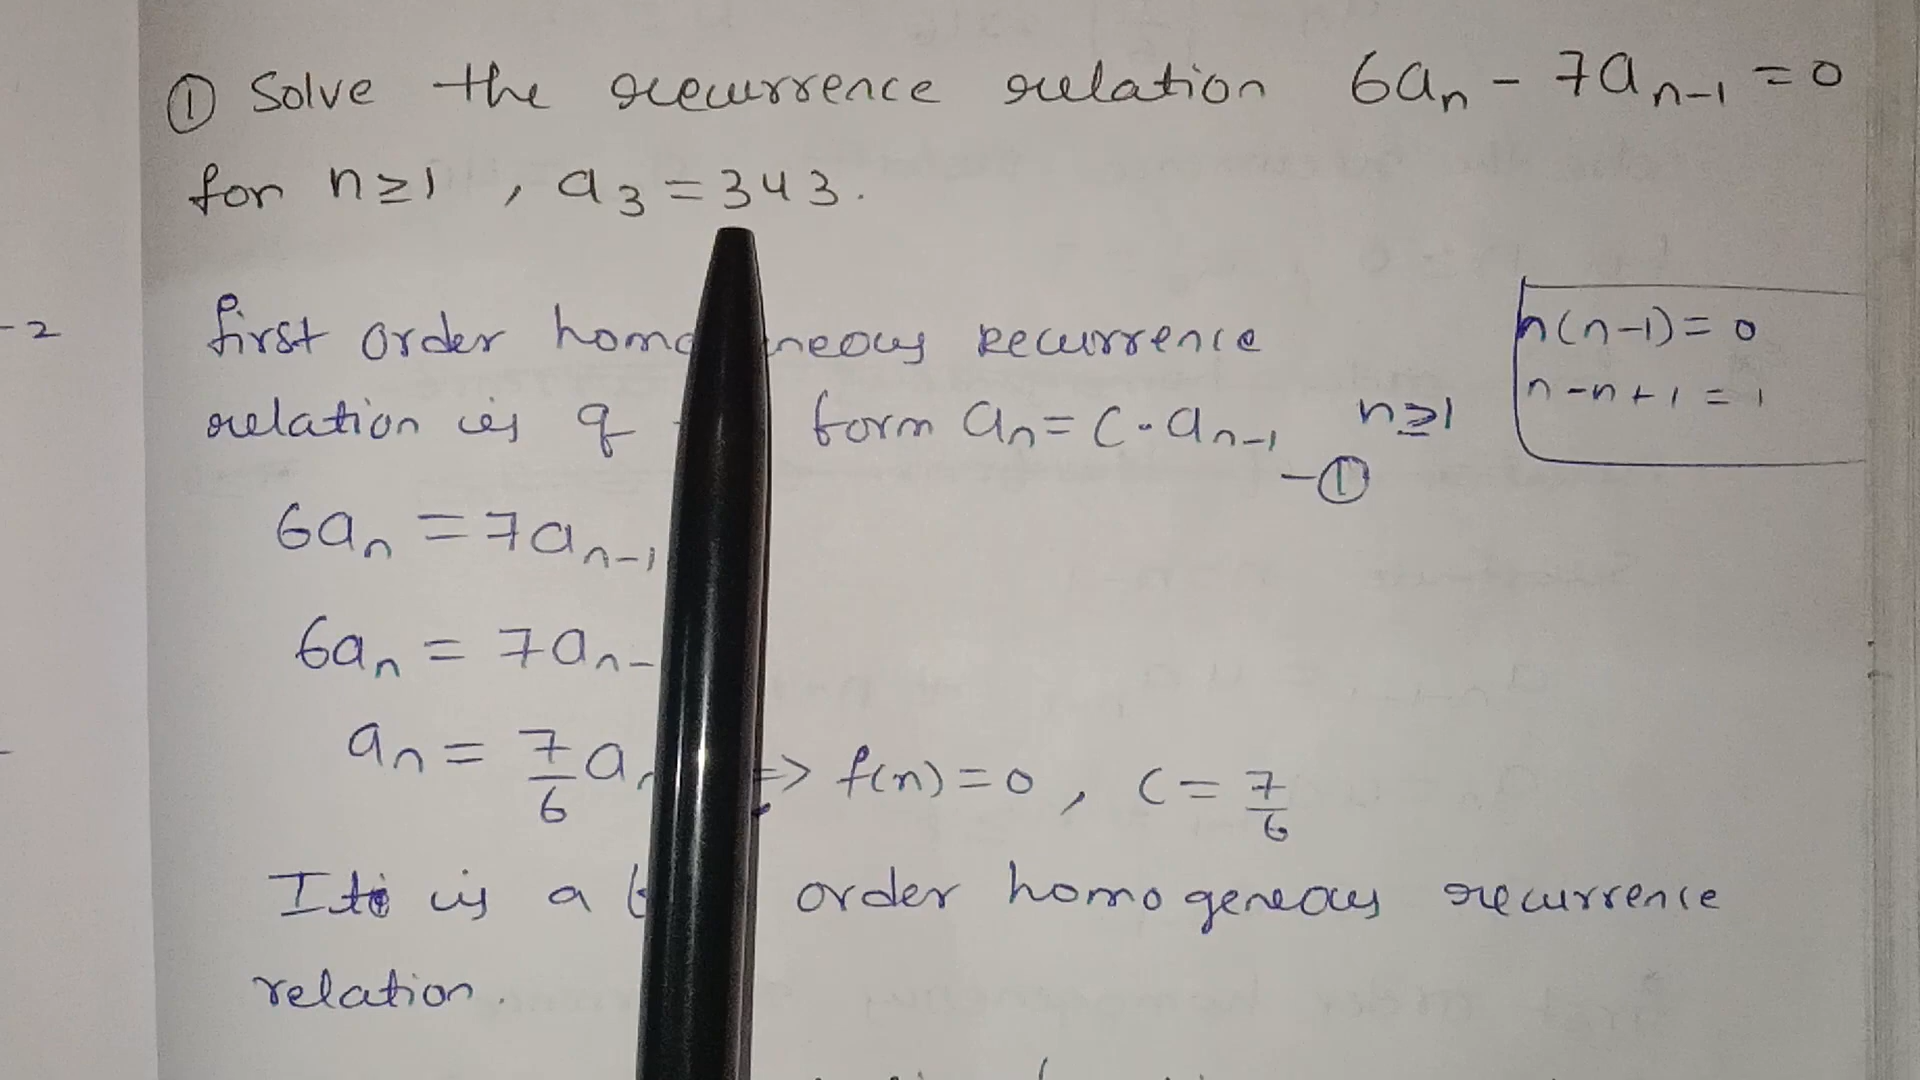 ① Solve the recurrence relation 6aₙ - 7aₙ₋₁ = 0
for n≥1 , a₃ = 343.
-2
first order homo neous recurrence
relation is of form aₙ = C·aₙ₋₁ n≥1
-①
n(n-1) = 0
n-n+1 = 1
6aₙ = 7aₙ₋₁
6aₙ = 7aₙ₋
aₙ = 7/6 aₙ => f(n) = 0 , C = 7/6
It is a order homogeneous recurrence
relation.